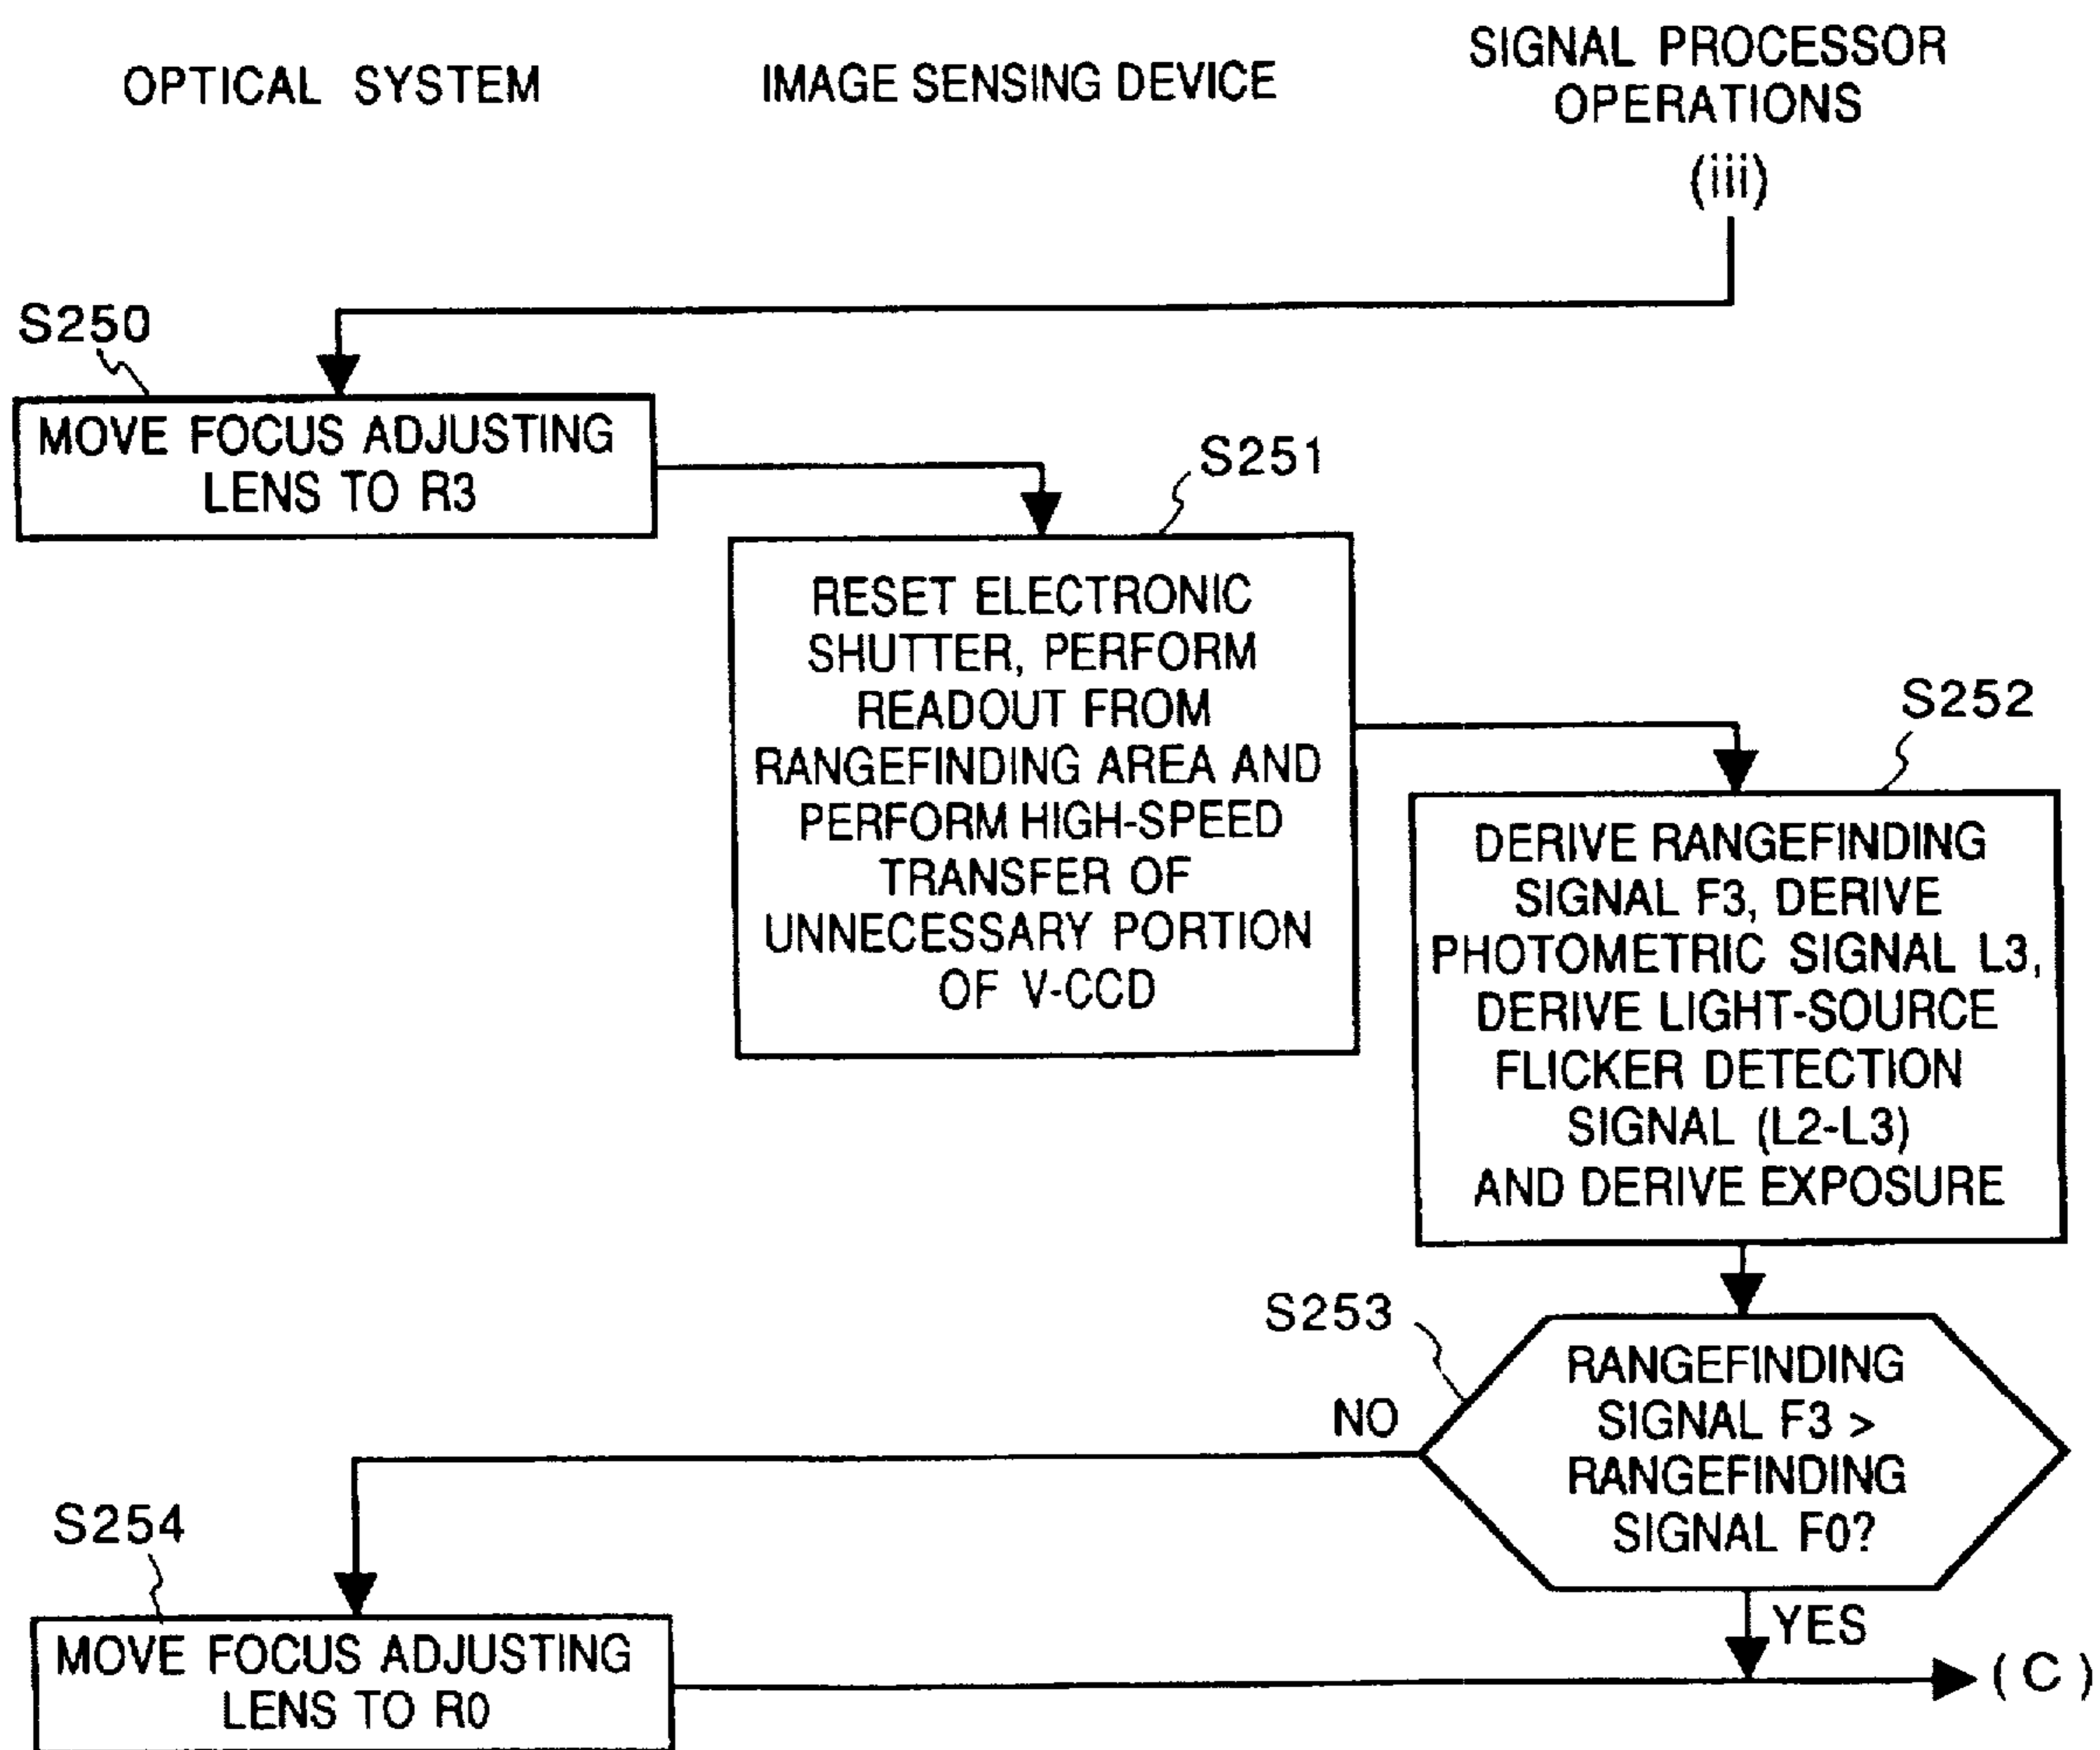 OPTICAL SYSTEM
IMAGE SENSING DEVICE
SIGNAL PROCESSOR
OPERATIONS
(iii)
S250
MOVE FOCUS ADJUSTING
LENS TO R3
S251
RESET ELECTRONIC
SHUTTER, PERFORM
READOUT FROM
RANGEFINDING AREA AND
PERFORM HIGH-SPEED
TRANSFER OF
UNNECESSARY PORTION
OF V-CCD
S252
DERIVE RANGEFINDING
SIGNAL F3, DERIVE
PHOTOMETRIC SIGNAL L3,
DERIVE LIGHT-SOURCE
FLICKER DETECTION
SIGNAL (L2-L3)
AND DERIVE EXPOSURE
S253
RANGEFINDING
SIGNAL F3 >
RANGEFINDING
SIGNAL F0?
NO
YES
S254
MOVE FOCUS ADJUSTING
LENS TO R0
(C)